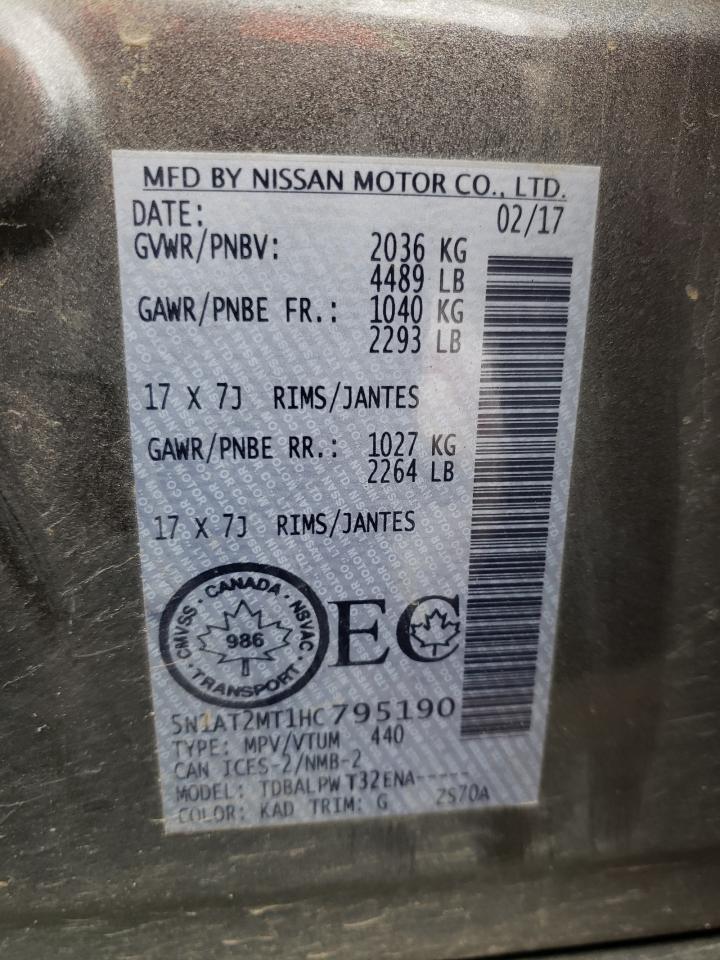 MFD BY NISSAN MOTOR CO., LTD.
DATE: 02/17
GVWR/PNBV: 2036 KG
4489 LB
GAWR/PNBE FR.: 1040 KG
2293 LB
17 X 7J RIMS/JANTES
GAWR/PNBE RR.: 1027 KG
2264 LB
17 X 7J RIMS/JANTES
CMVSS · CANADA · NSVAC · TRANSPORT ·
986
EC
5N1AT2MT1HC795190
TYPE: MPV/VTUM 440
CAN ICES-2/NMB-2
MODEL: TDBALPWT32ENA-----
COLOR: KAD TRIM: G 2S70A